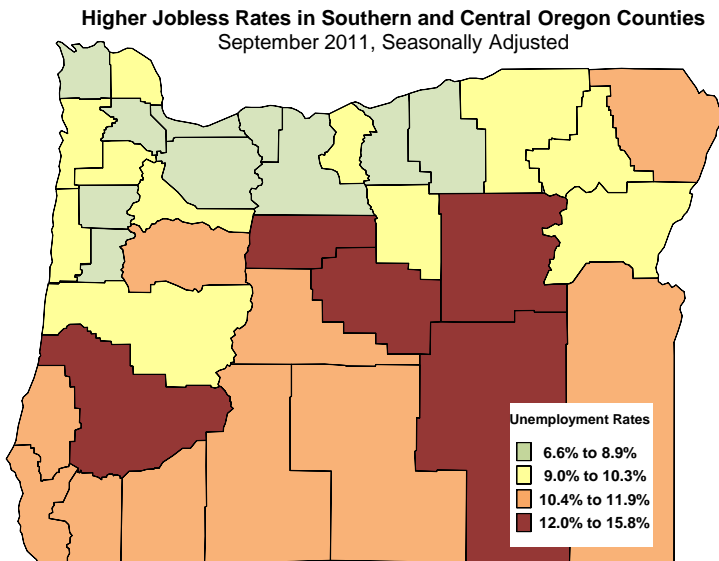 Higher Jobless Rates in Southern and Central Oregon Counties
September 2011, Seasonally Adjusted
Unemployment Rates
6.6% to 8.9%
9.0% to 10.3%
10.4% to 11.9%
12.0% to 15.8%